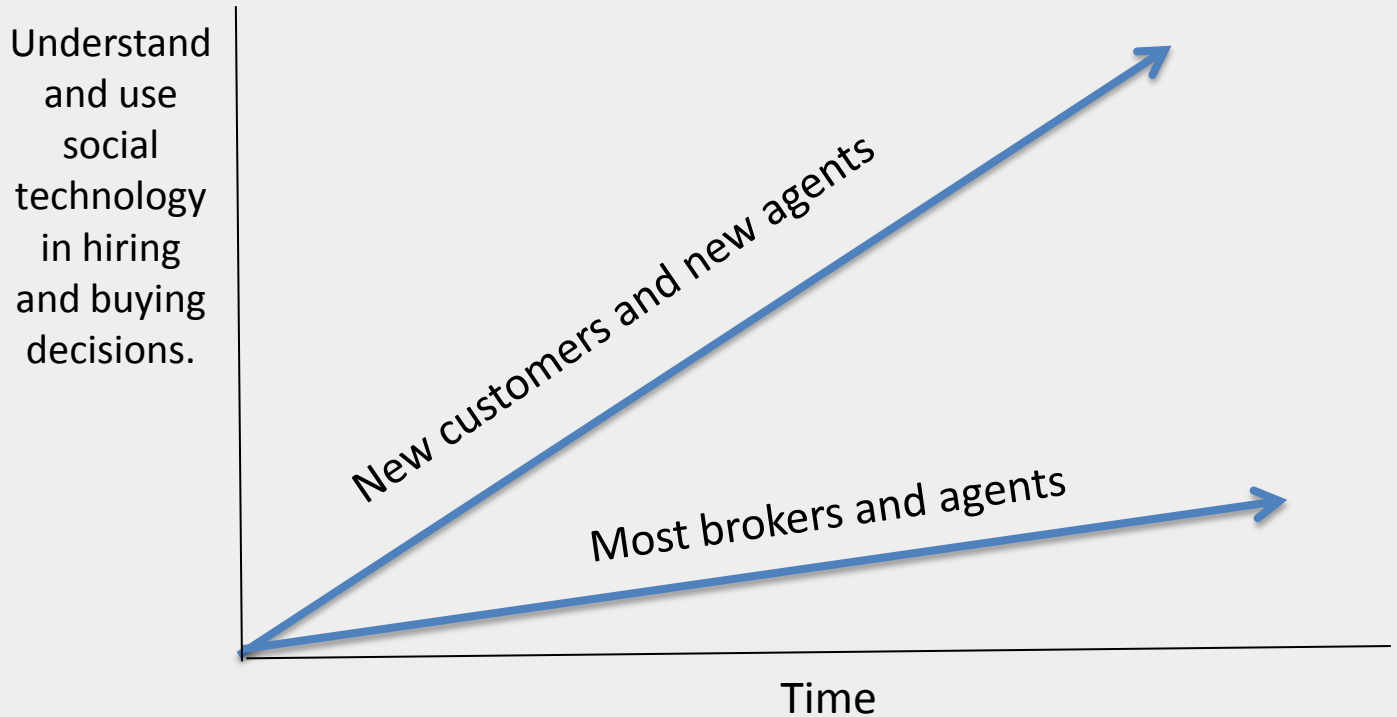 Understand
and use
social
technology
in hiring
and buying
decisions.
New customers and new agents
Most brokers and agents
Time